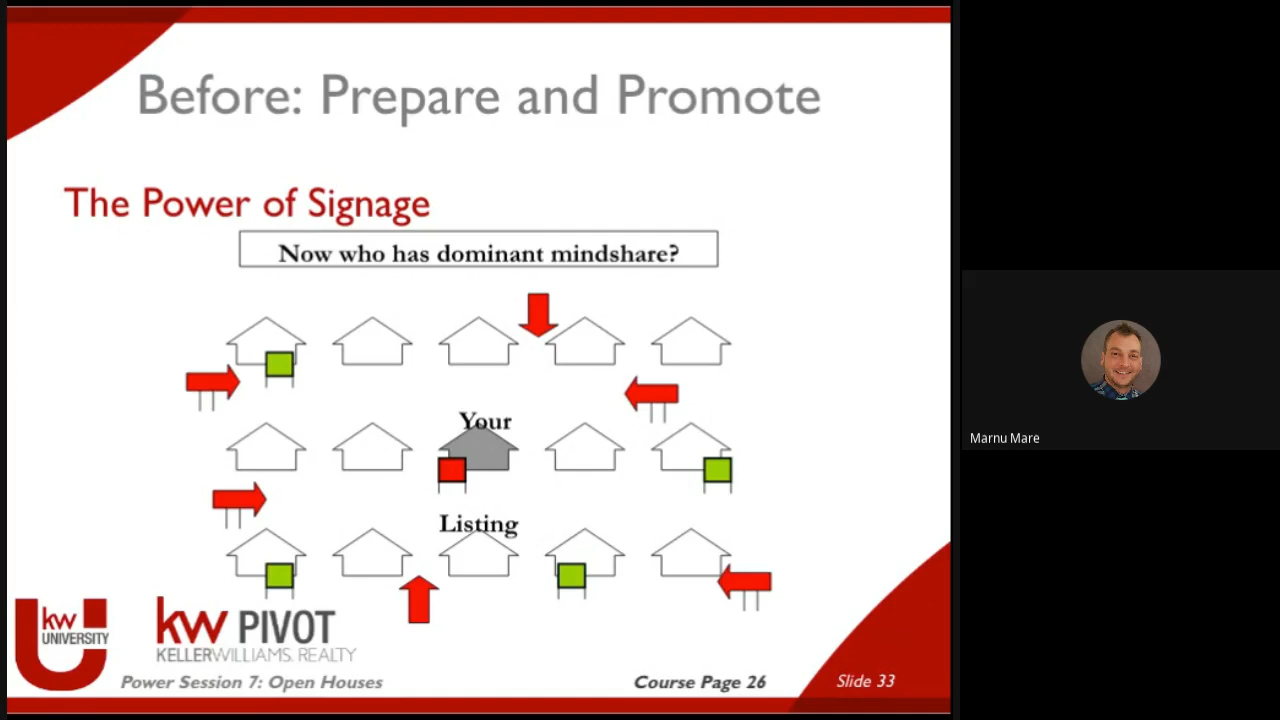 Before: Prepare and Promote
The Power of Signage
Now who has dominant mindshare?
Your
Listing
kw
UNIVERSITY
kw PIVOT
KELLERWILLIAMS. REALTY
Power Session 7: Open Houses
Course Page 26
Slide 33
Marnu Mare